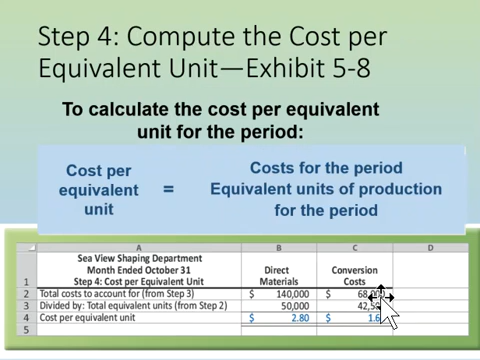 Step 4: Compute the Cost per
Equivalent Unit—Exhibit 5-8
To calculate the cost per equivalent
unit for the period:
Cost per
equivalent
unit
=
Costs for the period
Equivalent units of production
for the period
A B C D
Sea View Shaping Department
Month Ended October 31
1 Step 4: Cost per Equivalent Unit Direct Materials Conversion Costs
2 Total costs to account for (from Step 3) $ 140,000 $
3 Divided by: Total equivalent units (from Step 2) 50,000
4 Cost per equivalent unit $ 2.80 $
5